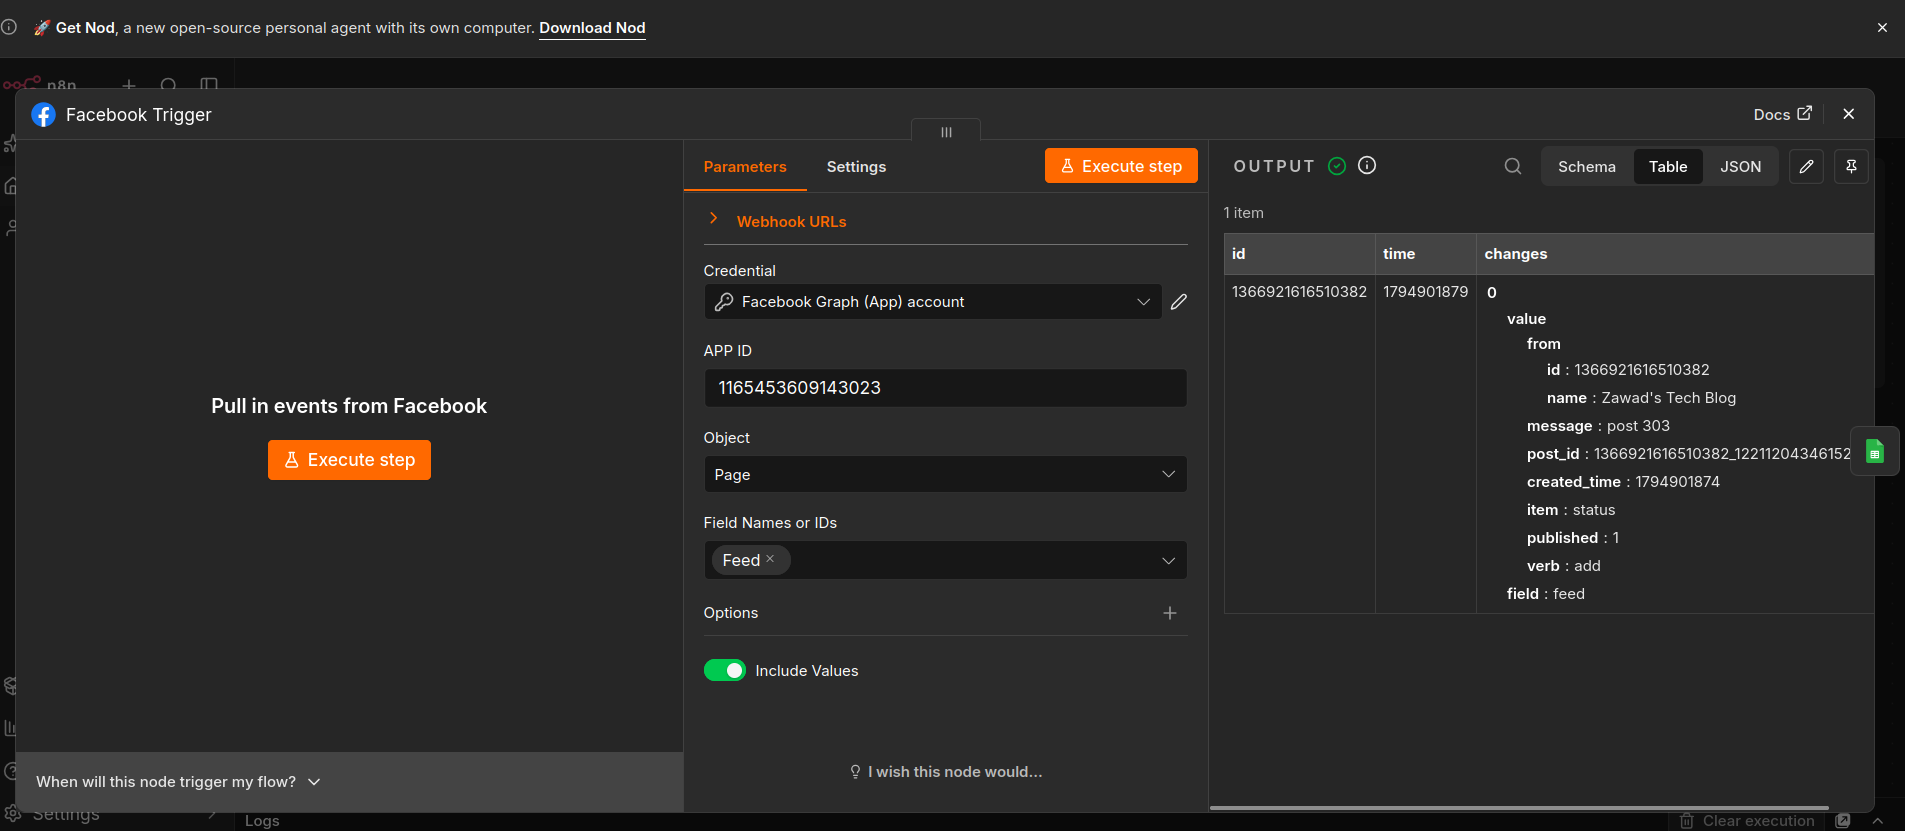 🚀 Get Nod, a new open-source personal agent with its own computer. Download Nod
n8n
Facebook Trigger
Docs
Pull in events from Facebook
Execute step
When will this node trigger my flow?
Parameters
Settings
Execute step
Webhook URLs
Credential
Facebook Graph (App) account
APP ID
1165453609143023
Object
Page
Field Names or IDs
Feed ×
Options
Include Values
I wish this node would...
OUTPUT
Schema
Table
JSON
1 item
id time changes
1366921616510382 1794901879 0
value
from
id : 1366921616510382
name : Zawad's Tech Blog
message : post 303
post_id : 1366921616510382_12211204346152
created_time : 1794901874
item : status
published : 1
verb : add
field : feed
Settings
Logs
Clear execution